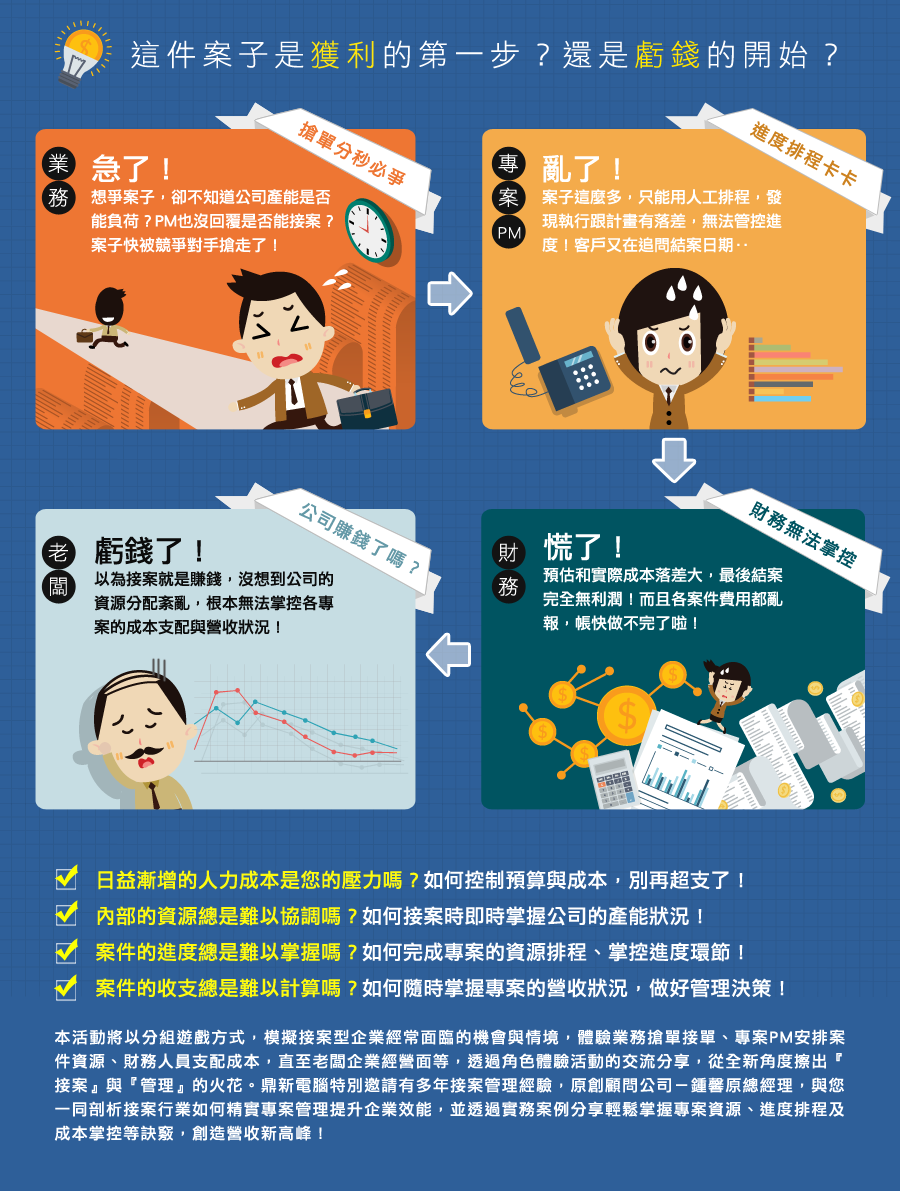 這件案子是獲利的第一步？還是虧錢的開始？
搶單分秒必爭
業務
急了！
想爭案子，卻不知道公司產能是否
能負荷？PM也沒回覆是否能接案？
案子快被競爭對手搶走了！
進度排程卡卡
專案PM
亂了！
案子這麼多，只能用人工排程，發
現執行跟計畫有落差，無法管控進
度！客戶又在追問結案日期‥
公司賺錢了嗎？
老闆
虧錢了！
以為接案就是賺錢，沒想到公司的
資源分配紊亂，根本無法掌控各專
案的成本支配與營收狀況！
財務無法掌控
財務
慌了！
預估和實際成本落差大，最後結案
完全無利潤！而且各案件費用都亂
報，帳快做不完了啦！
日益漸增的人力成本是您的壓力嗎？如何控制預算與成本，別再超支了！
內部的資源總是難以協調嗎？如何接案時即時掌握公司的產能狀況！
案件的進度總是難以掌握嗎？如何完成專案的資源排程、掌控進度環節！
案件的收支總是難以計算嗎？如何隨時掌握專案的營收狀況，做好管理決策！
本活動將以分組遊戲方式，模擬接案型企業經常面臨的機會與情境，體驗業務搶單接單、專案PM安排案
件資源、財務人員支配成本，直至老闆企業經營面等，透過角色體驗活動的交流分享，從全新角度擦出『
接案』與『管理』的火花。鼎新電腦特別邀請有多年接案管理經驗，原創顧問公司－鍾馨原總經理，與您
一同剖析接案行業如何精實專案管理提升企業效能，並透過實務案例分享輕鬆掌握專案資源、進度排程及
成本掌控等訣竅，創造營收新高峰！